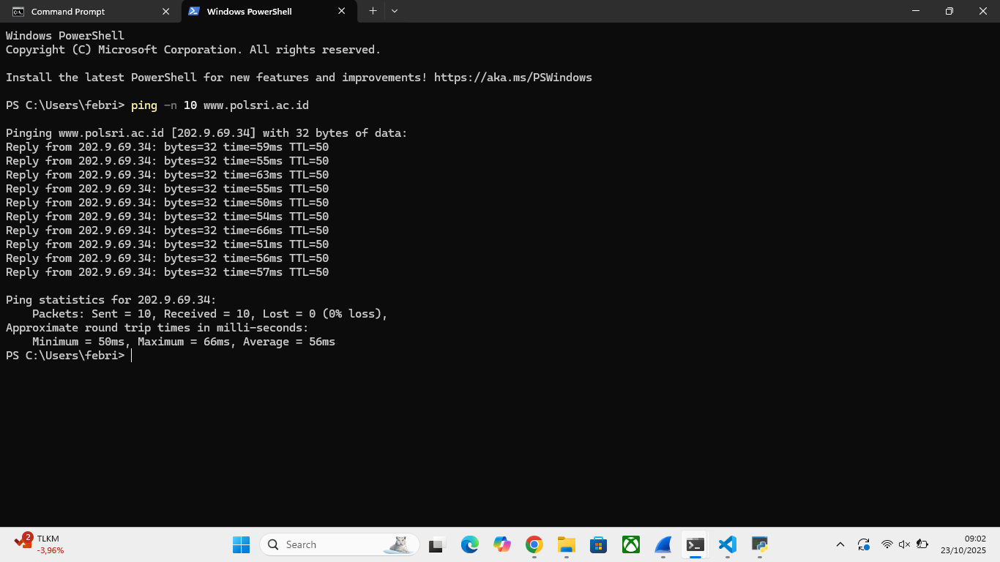 Command Prompt
Windows PowerShell
Windows PowerShell
Copyright (C) Microsoft Corporation. All rights reserved.
Install the latest PowerShell for new features and improvements! https://aka.ms/PSWindows
PS C:\Users\febri> ping -n 10 www.polsri.ac.id
Pinging www.polsri.ac.id [202.9.69.34] with 32 bytes of data:
Reply from 202.9.69.34: bytes=32 time=59ms TTL=50
Reply from 202.9.69.34: bytes=32 time=55ms TTL=50
Reply from 202.9.69.34: bytes=32 time=63ms TTL=50
Reply from 202.9.69.34: bytes=32 time=55ms TTL=50
Reply from 202.9.69.34: bytes=32 time=50ms TTL=50
Reply from 202.9.69.34: bytes=32 time=54ms TTL=50
Reply from 202.9.69.34: bytes=32 time=66ms TTL=50
Reply from 202.9.69.34: bytes=32 time=51ms TTL=50
Reply from 202.9.69.34: bytes=32 time=56ms TTL=50
Reply from 202.9.69.34: bytes=32 time=57ms TTL=50
Ping statistics for 202.9.69.34:
    Packets: Sent = 10, Received = 10, Lost = 0 (0% loss),
Approximate round trip times in milli-seconds:
    Minimum = 50ms, Maximum = 66ms, Average = 56ms
PS C:\Users\febri>
2
TLKM
-3,96%
Search
09:02
23/10/2025